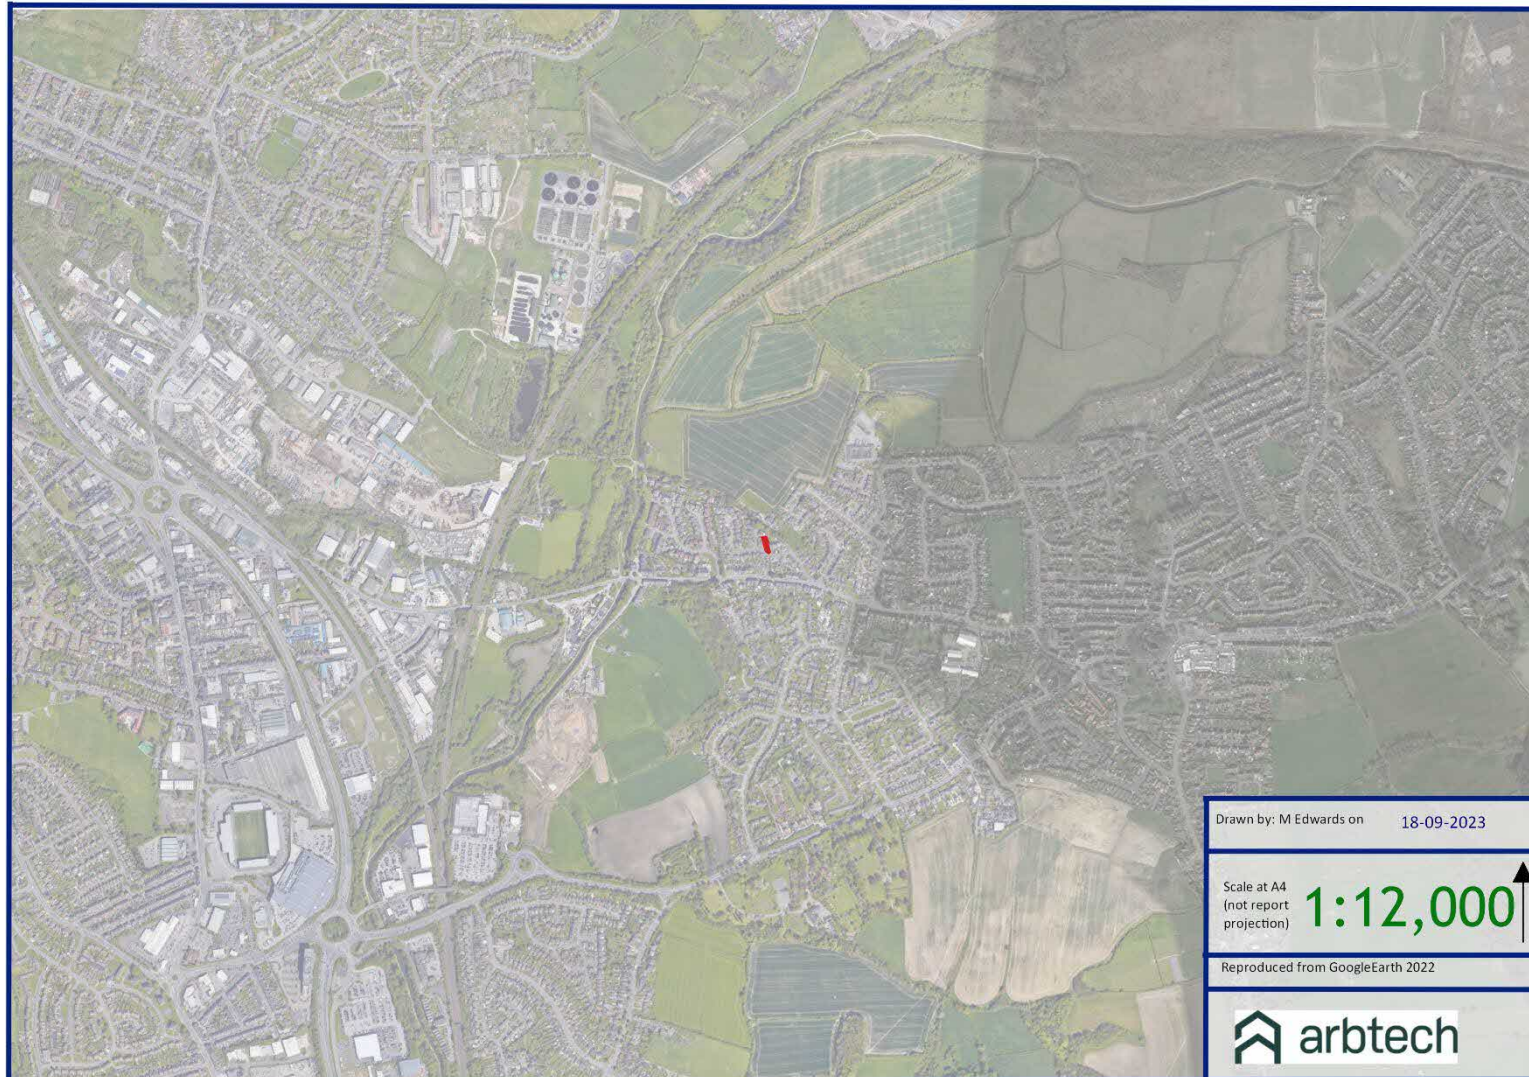 Drawn by: M Edwards on 18-09-2023
Scale at A4
(not report
projection)
1:12,000
Reproduced from GoogleEarth 2022
arbtech